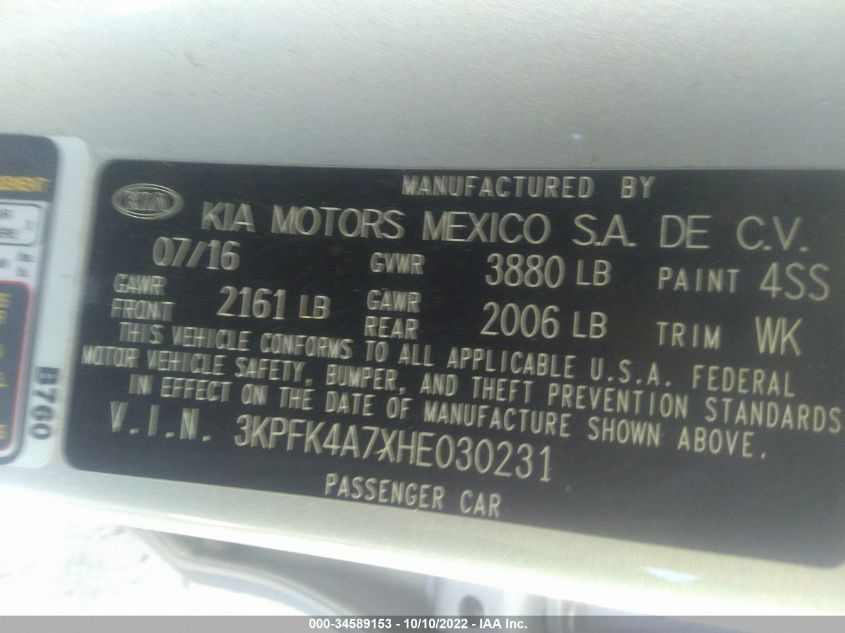 MANUFACTURED BY
KIA
KIA MOTORS MEXICO S.A. DE C.V.
07/16 GVWR 3880 LB PAINT 4SS
GAWR FRONT 2161 LB GAWR REAR 2006 LB TRIM WK
THIS VEHICLE CONFORMS TO ALL APPLICABLE U.S.A. FEDERAL
MOTOR VEHICLE SAFETY, BUMPER, AND THEFT PREVENTION STANDARDS
IN EFFECT ON THE DATE OF MANUFACTURE SHOWN ABOVE.
V.I.N. 3KPFK4A7XHE030231
PASSENGER CAR
B760
000-34589153 - 10/10/2022 - IAA, Inc.